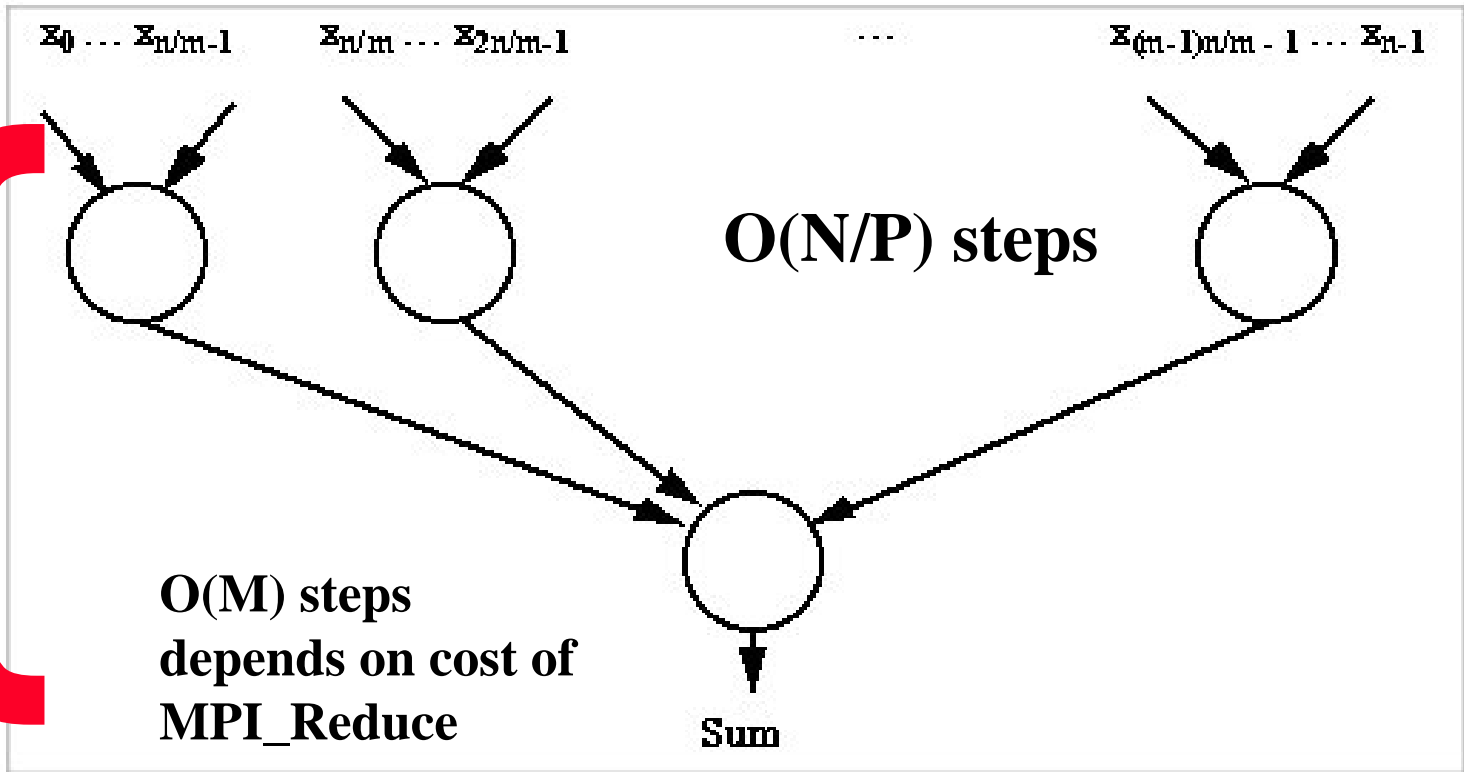 x0 ... xn/m-1 xn/m ... x2n/m-1 ... x(m-1)n/m - 1 ... xn-1
O(N/P) steps
O(M) steps
depends on cost of
MPI_Reduce
Sum